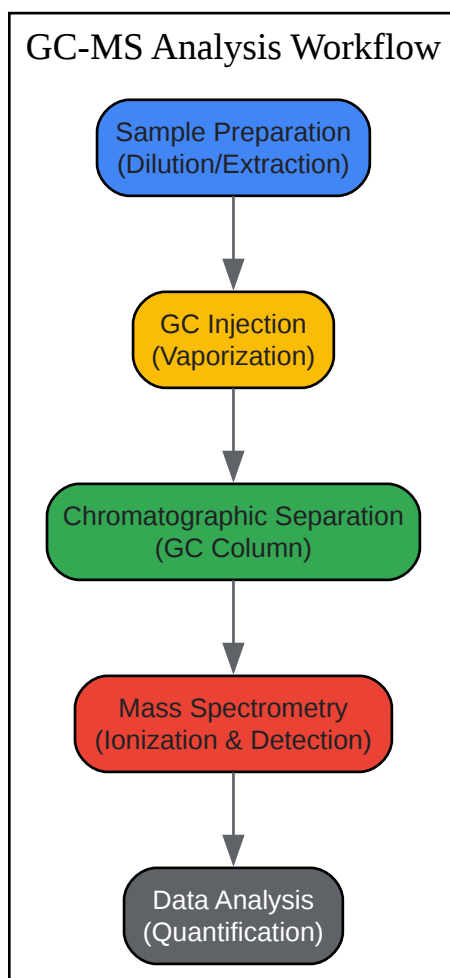 GC-MS Analysis Workflow
Sample Preparation
(Dilution/Extraction)
GC Injection
(Vaporization)
Chromatographic Separation
(GC Column)
Mass Spectrometry
(Ionization & Detection)
Data Analysis
(Quantification)